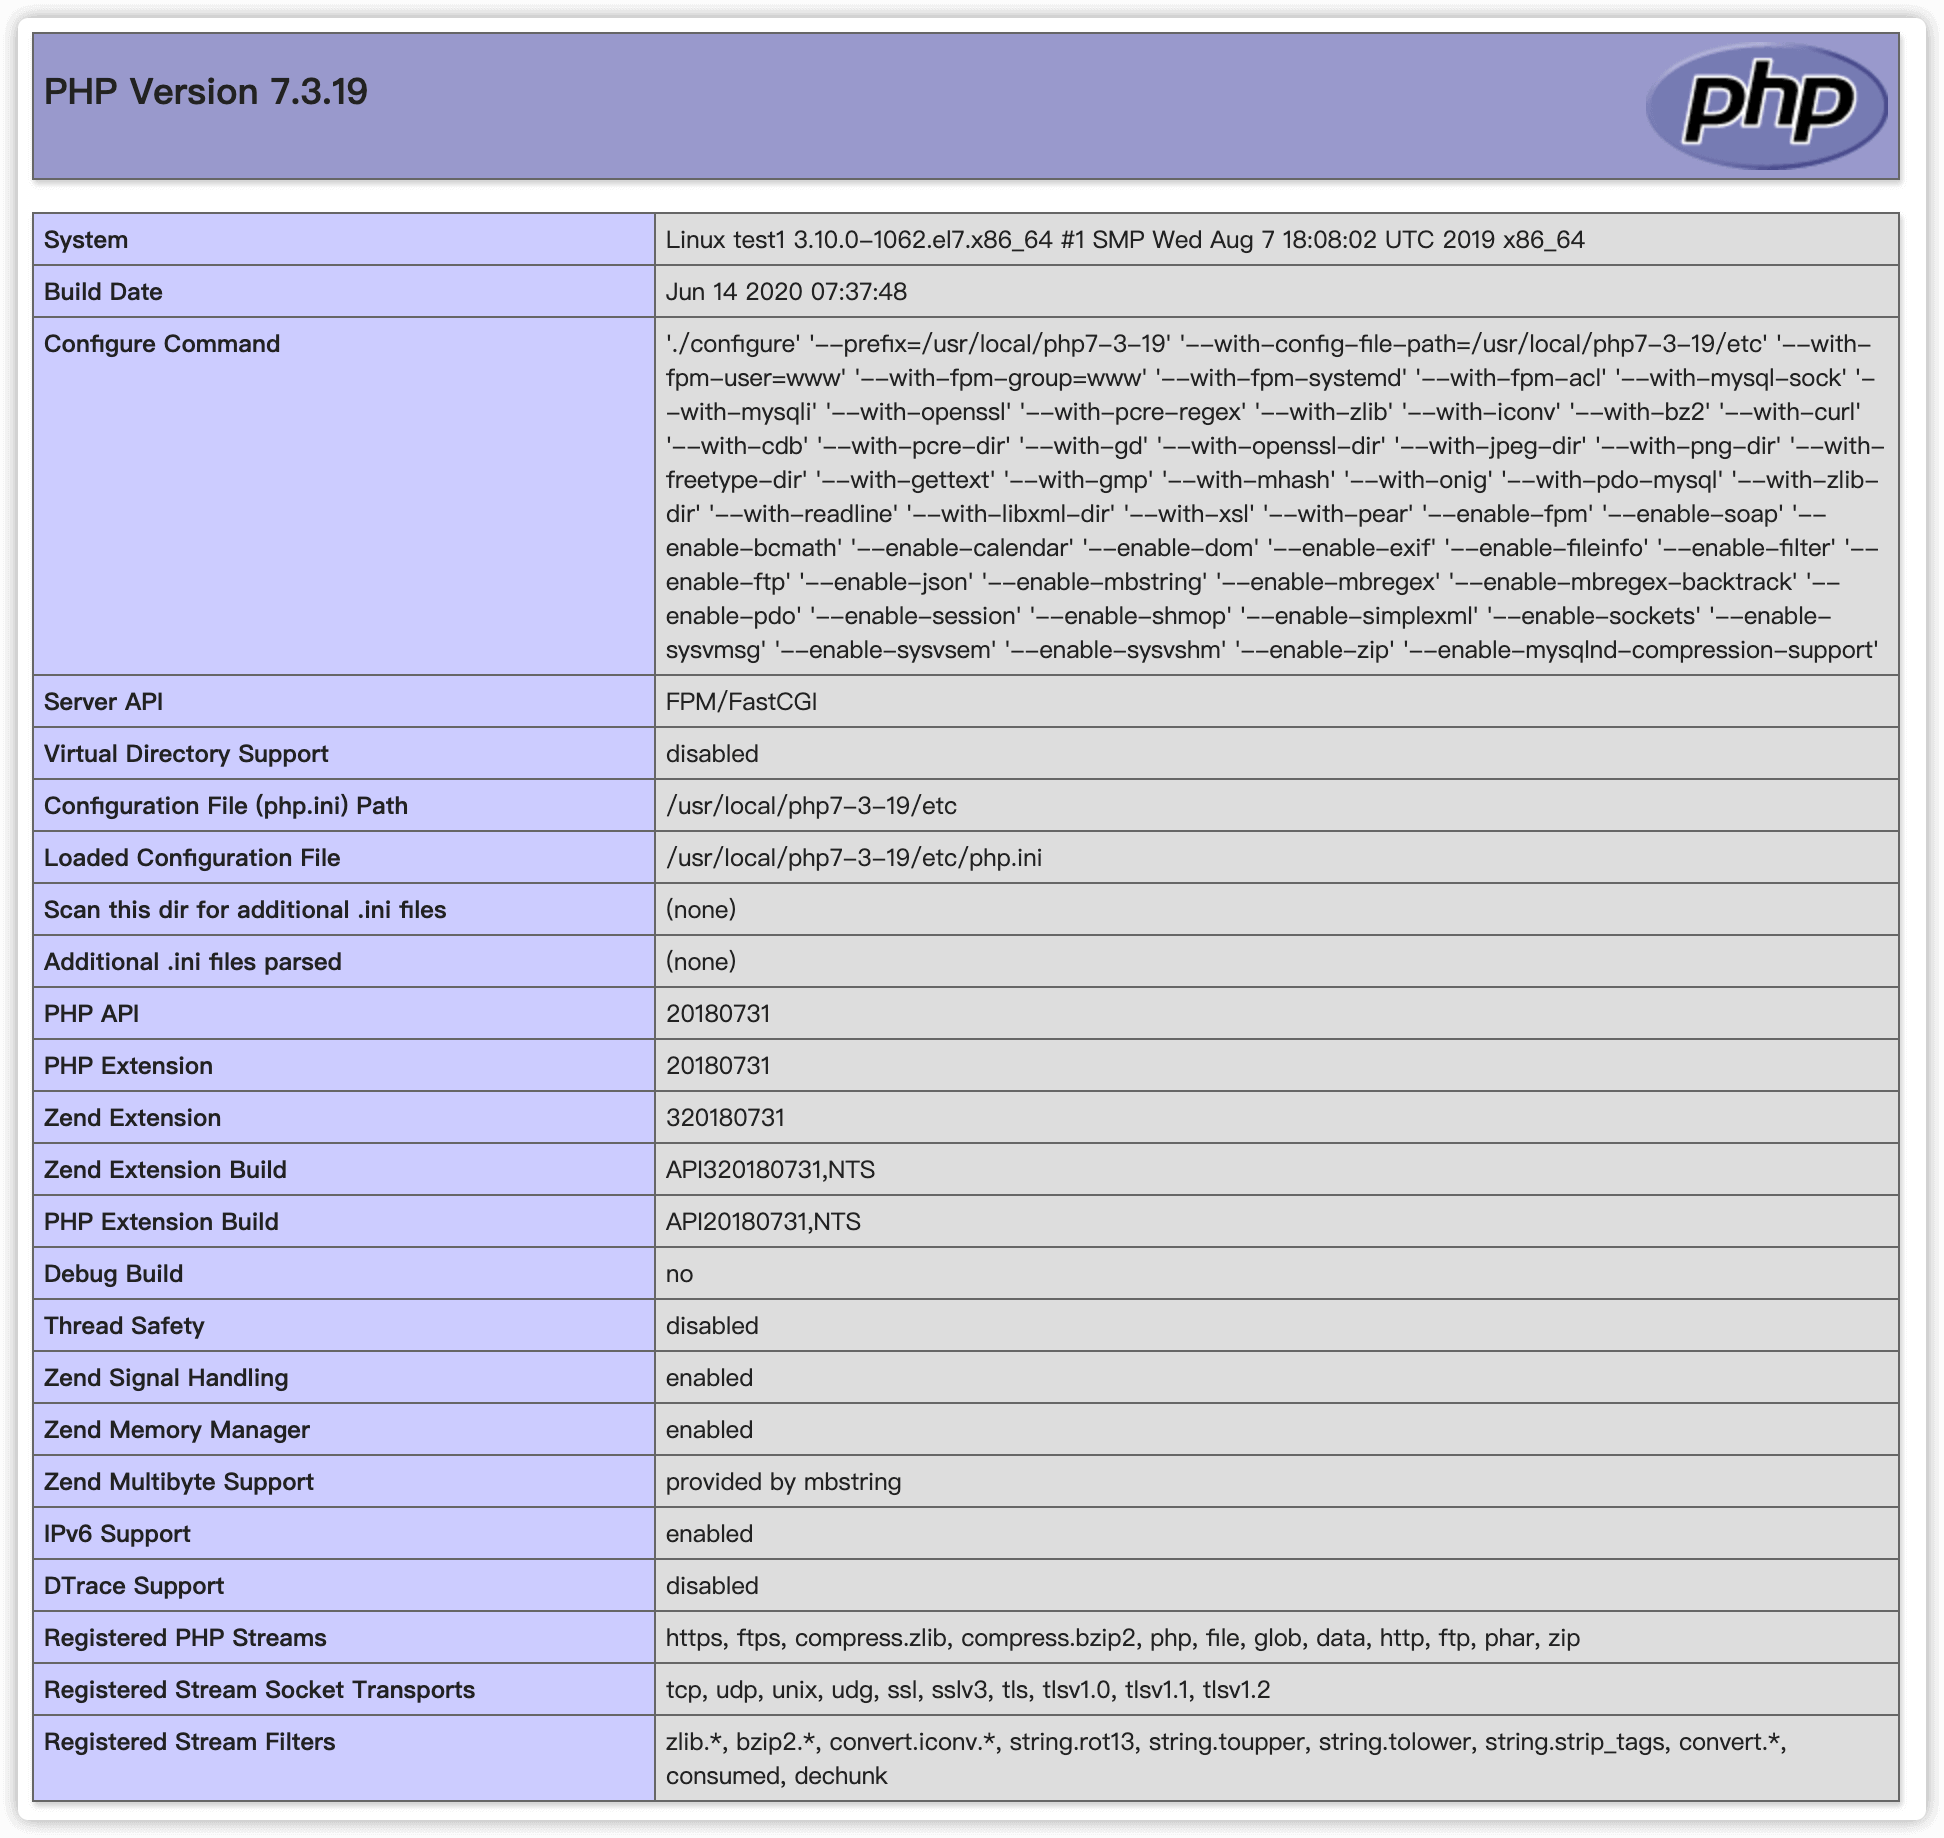 PHP Version 7.3.19
php
System
Linux test1 3.10.0-1062.el7.x86_64 #1 SMP Wed Aug 7 18:08:02 UTC 2019 x86_64
Build Date
Jun 14 2020 07:37:48
Configure Command
'./configure' '--prefix=/usr/local/php7-3-19' '--with-config-file-path=/usr/local/php7-3-19/etc' '--with-
fpm-user=www' '--with-fpm-group=www' '--with-fpm-systemd' '--with-fpm-acl' '--with-mysql-sock' '-
-with-mysqli' '--with-openssl' '--with-pcre-regex' '--with-zlib' '--with-iconv' '--with-bz2' '--with-curl'
'--with-cdb' '--with-pcre-dir' '--with-gd' '--with-openssl-dir' '--with-jpeg-dir' '--with-png-dir' '--with-
freetype-dir' '--with-gettext' '--with-gmp' '--with-mhash' '--with-onig' '--with-pdo-mysql' '--with-zlib-
dir' '--with-readline' '--with-libxml-dir' '--with-xsl' '--with-pear' '--enable-fpm' '--enable-soap' '--
enable-bcmath' '--enable-calendar' '--enable-dom' '--enable-exif' '--enable-fileinfo' '--enable-filter' '--
enable-ftp' '--enable-json' '--enable-mbstring' '--enable-mbregex' '--enable-mbregex-backtrack' '--
enable-pdo' '--enable-session' '--enable-shmop' '--enable-simplexml' '--enable-sockets' '--enable-
sysvmsg' '--enable-sysvsem' '--enable-sysvshm' '--enable-zip' '--enable-mysqlnd-compression-support'
Server API
FPM/FastCGI
Virtual Directory Support
disabled
Configuration File (php.ini) Path
/usr/local/php7-3-19/etc
Loaded Configuration File
/usr/local/php7-3-19/etc/php.ini
Scan this dir for additional .ini files
(none)
Additional .ini files parsed
(none)
PHP API
20180731
PHP Extension
20180731
Zend Extension
320180731
Zend Extension Build
API320180731,NTS
PHP Extension Build
API20180731,NTS
Debug Build
no
Thread Safety
disabled
Zend Signal Handling
enabled
Zend Memory Manager
enabled
Zend Multibyte Support
provided by mbstring
IPv6 Support
enabled
DTrace Support
disabled
Registered PHP Streams
https, ftps, compress.zlib, compress.bzip2, php, file, glob, data, http, ftp, phar, zip
Registered Stream Socket Transports
tcp, udp, unix, udg, ssl, sslv3, tls, tlsv1.0, tlsv1.1, tlsv1.2
Registered Stream Filters
zlib.*, bzip2.*, convert.iconv.*, string.rot13, string.toupper, string.tolower, string.strip_tags, convert.*,
consumed, dechunk